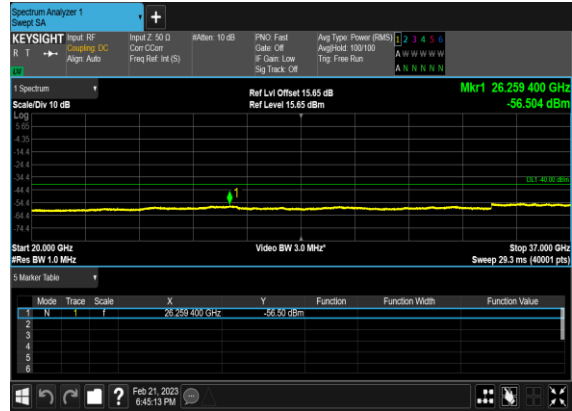 Spectrum Analyzer 1
Swept SA
+
KEYSIGHT Input: RF Input Z: 50 Ω #Atten: 10 dB PNO: Fast Avg Type: Power (RMS) 1 2 3 4 5 6
R T Coupling: DC Corr CCorr Gate: Off Avg|Hold: 100/100 A W W W W W
Align: Auto Freq Ref: Int (S) IF Gain: Low Trig: Free Run
Sig Track: Off A N N N N N
1 Spectrum Ref Lvl Offset 15.65 dB Mkr1 26.259 400 GHz
Scale/Div 10 dB Ref Level 15.65 dBm -56.504 dBm
Log
5.65
-4.35
-14.4
-24.4
-34.4
DL1 -40.00 dBm
-44.4
1
-54.4
-64.4
-74.4
Start 20.000 GHz Video BW 3.0 MHz* Stop 37.000 GHz
#Res BW 1.0 MHz Sweep 29.3 ms (40001 pts)
5 Marker Table
Mode Trace Scale X Y Function Function Width Function Value
1 N 1 f 26.259 400 GHz -56.50 dBm
2
3
4
5
6
? Feb 21, 2023
6:45:13 PM